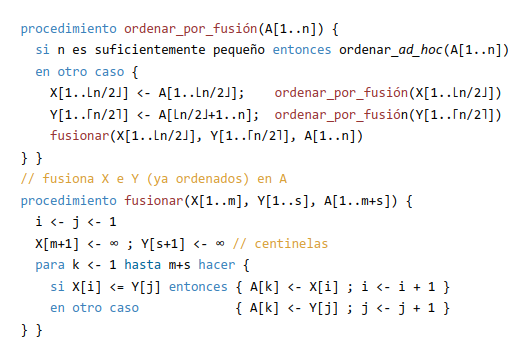 procedimiento ordenar_por_fusión(A[1..n]) {
si n es suficientemente pequeño entonces ordenar_ad_hoc(A[1..n])
en otro caso {
X[1..⌊n/2⌋] <- A[1..⌊n/2⌋]; ordenar_por_fusión(X[1..⌊n/2⌋])
Y[1..⌈n/2⌉] <- A[⌊n/2⌋+1..n]; ordenar_por_fusión(Y[1..⌈n/2⌉])
fusionar(X[1..⌊n/2⌋], Y[1..⌈n/2⌉], A[1..n])
} }
// fusiona X e Y (ya ordenados) en A
procedimiento fusionar(X[1..m], Y[1..s], A[1..m+s]) {
i <- j <- 1
X[m+1] <- ∞ ; Y[s+1] <- ∞ // centinelas
para k <- 1 hasta m+s hacer {
si X[i] <= Y[j] entonces { A[k] <- X[i] ; i <- i + 1 }
en otro caso { A[k] <- Y[j] ; j <- j + 1 }
} }